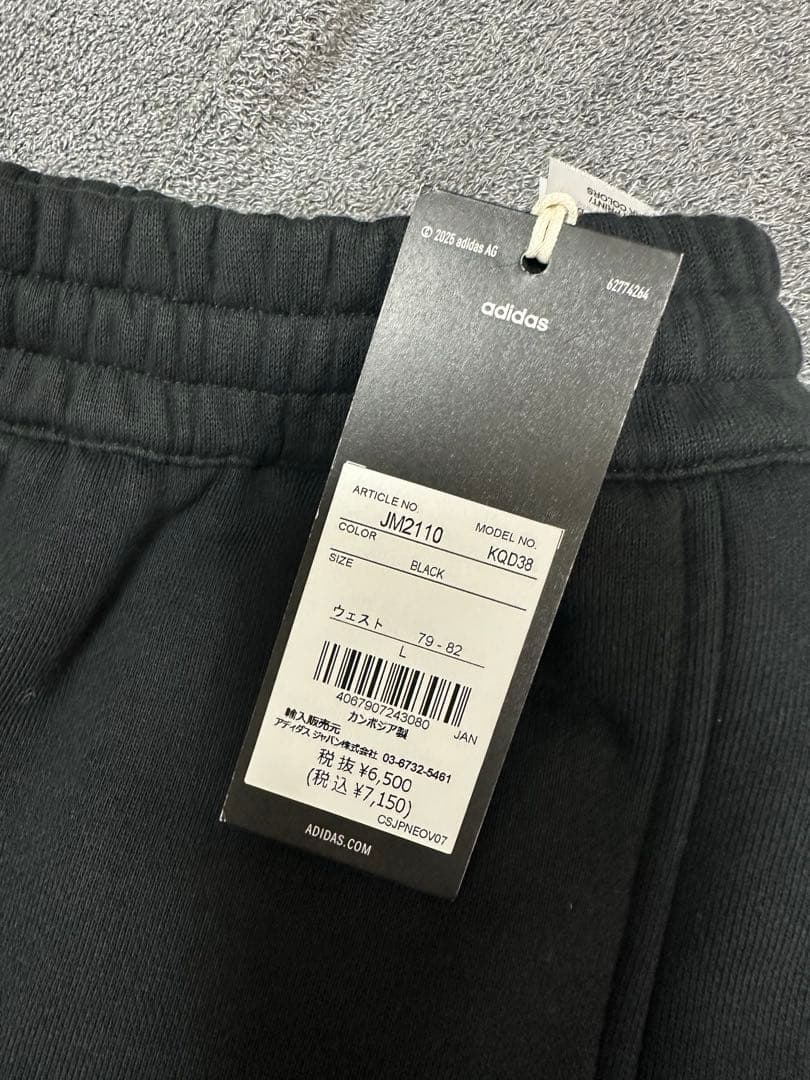 PRINT/
COLORS
© 2025 adidas AG
62774264
adidas
ARTICLE NO.
JM2110
MODEL NO.
COLOR
KQD38
BLACK
SIZE
ウェスト 79 - 82
L
4067907243080
カンボジア製
JAN
輸入販売元
アディダス ジャパン株式会社 03-6732-5461
税抜 ¥6,500
(税込 ¥7,150)
CSJPNEOV07
ADIDAS.COM